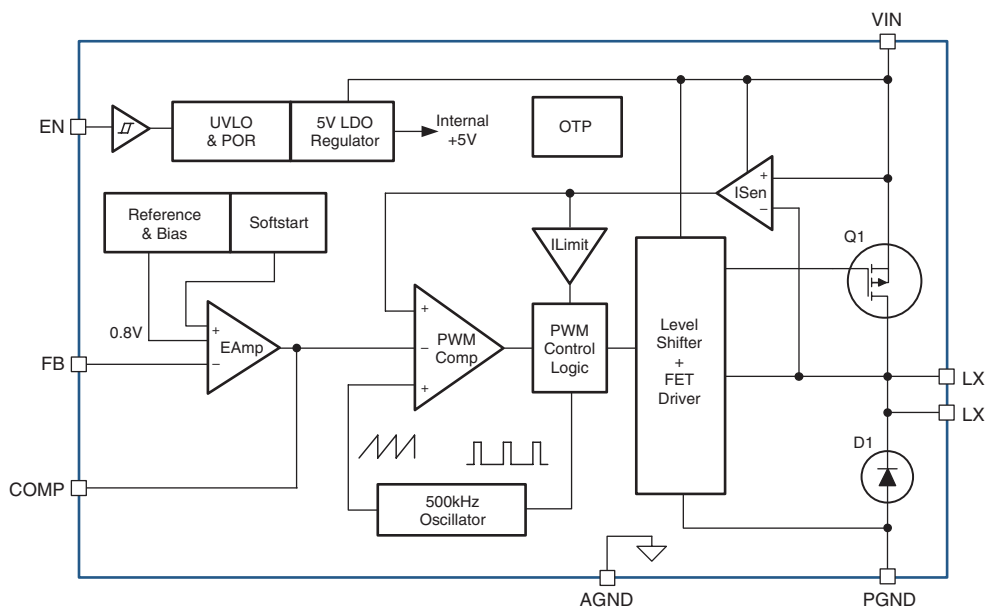 VIN
EN
UVLO
& POR
5V LDO
Regulator
Internal
+5V
OTP
Reference
& Bias
Softstart
ISen
+
−
ILimit
Q1
0.8V
+
EAmp
−
+
PWM
Comp
−
+
PWM
Control
Logic
Level
Shifter
+
FET
Driver
FB
LX
LX
D1
COMP
500kHz
Oscillator
AGND
PGND